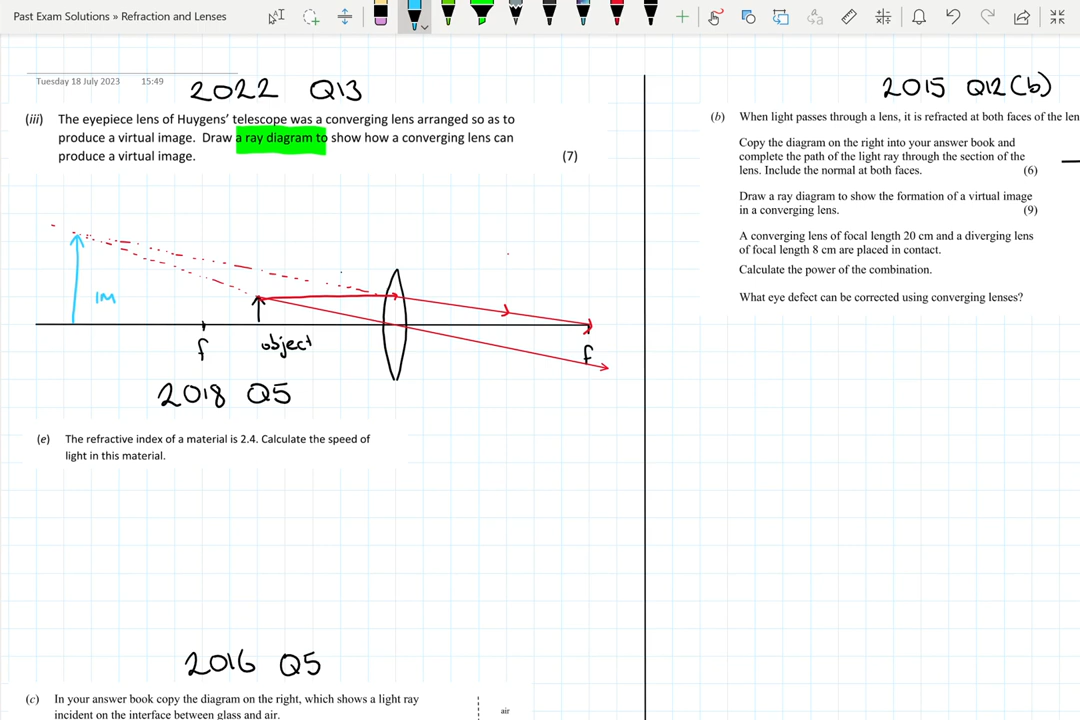 Past Exam Solutions » Refraction and Lenses
Tuesday 18 July 2023 15:49
2022 Q13
(iii) The eyepiece lens of Huygens' telescope was a converging lens arranged so as to
produce a virtual image. Draw a ray diagram to show how a converging lens can
produce a virtual image. (7)
IM
f
object
f
2018 Q5
(e) The refractive index of a material is 2.4. Calculate the speed of
light in this material.
2016 Q5
(c) In your answer book copy the diagram on the right, which shows a light ray
incident on the interface between glass and air.
air
2015 Q12 (b)
(b) When light passes through a lens, it is refracted at both faces of the len
Copy the diagram on the right into your answer book and
complete the path of the light ray through the section of the
lens. Include the normal at both faces. (6)
Draw a ray diagram to show the formation of a virtual image
in a converging lens. (9)
A converging lens of focal length 20 cm and a diverging lens
of focal length 8 cm are placed in contact.
Calculate the power of the combination.
What eye defect can be corrected using converging lenses?